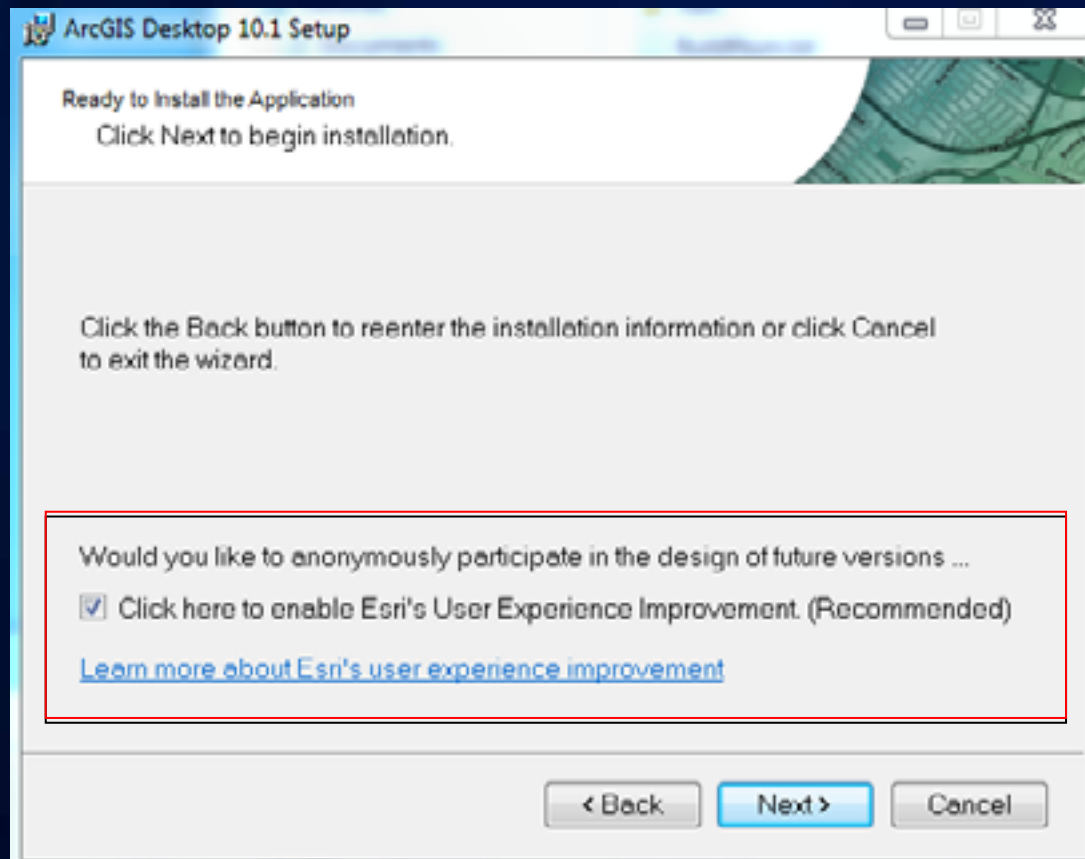 ArcGIS Desktop 10.1 Setup
Ready to Install the Application
Click Next to begin installation.
Click the Back button to reenter the installation information or click Cancel
to exit the wizard.
Would you like to anonymously participate in the design of future versions ...
Click here to enable Esri's User Experience Improvement. (Recommended)
Learn more about Esri's user experience improvement
< Back
Next >
Cancel